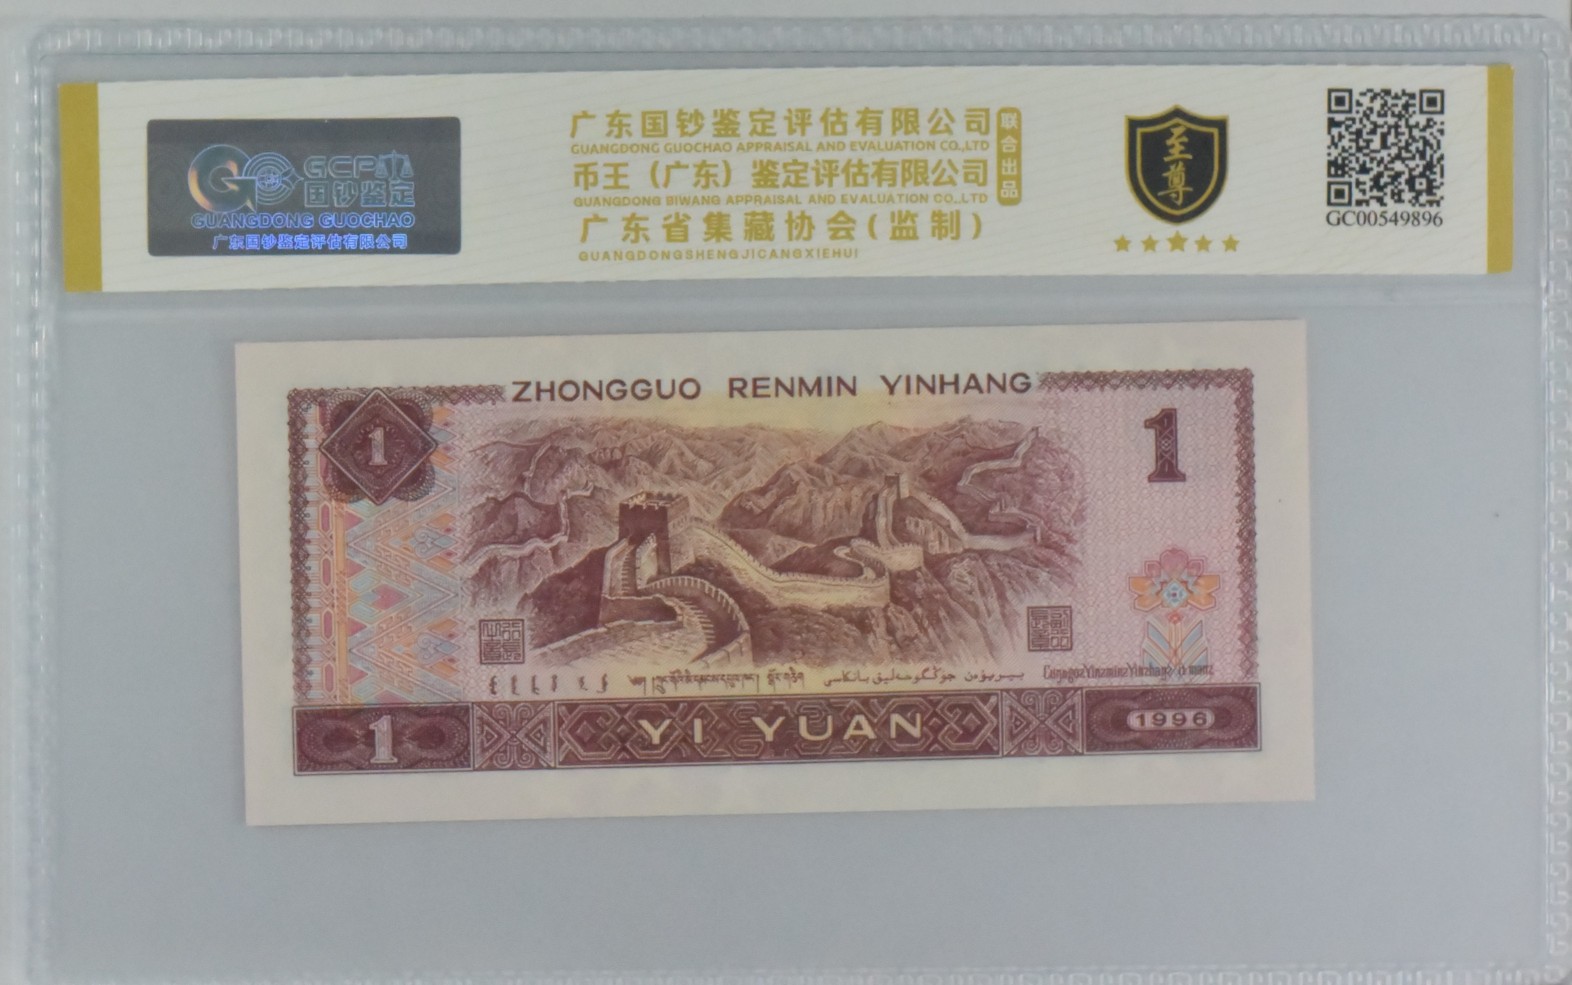 GCP
国钞鉴定
GUANGDONG GUOCHAO
广东国钞鉴定评估有限公司
广东国钞鉴定评估有限公司
GUANGDONG GUOCHAO APPRAISAL AND EVALUATION CO.,LTD
币王（广东）鉴定评估有限公司
GUANGDONG BIWANG APPRAISAL AND EVALUATION CO.,LTD
联合出品
广东省集藏协会(监制)
GUANGDONGSHENGJICANGXIEHUI
至尊
GC00549896
ZHONGGUO RENMIN YINHANG
1
1
1
YI YUAN
1996